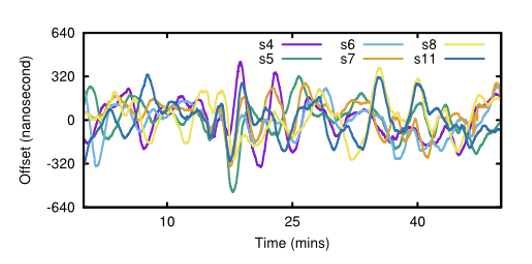 640
320
0
-320
-640
Offset (nanosecond)
s4 s6 s8
s5 s7 s11
10 25 40
Time (mins)